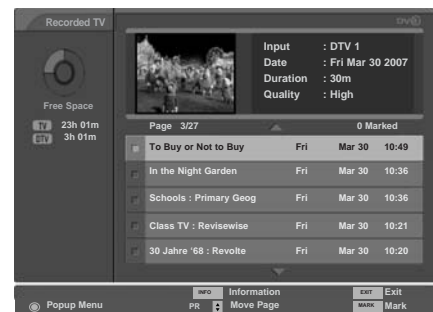 Recorded TV
DV
Input : DTV 1
Date : Fri Mar 30 2007
Duration : 30m
Quality : High
Free Space
TV 23h 01m
DTV 3h 01m
Page 3/27 0 Marked
To Buy or Not to Buy Fri Mar 30 10:49
In the Night Garden Fri Mar 30 10:36
Schools : Primary Geog Fri Mar 30 10:36
Class TV : Revisewise Fri Mar 30 10:21
30 Jahre ‘68 : Revolte Fri Mar 30 10:20
INFO Information EXIT Exit
Popup Menu PR Move Page MARK Mark